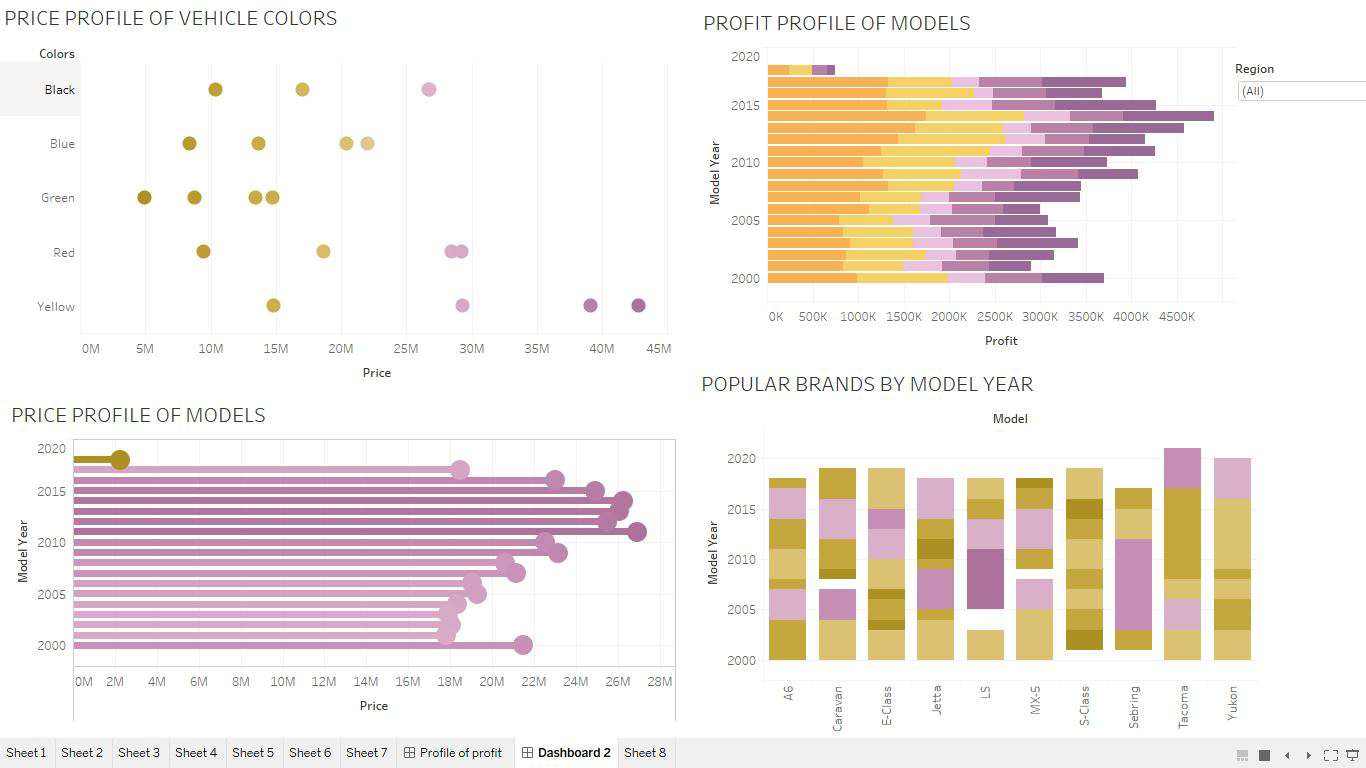 PRICE PROFILE OF VEHICLE COLORS
Colors
Black
Blue
Green
Red
Yellow
0M 5M 10M 15M 20M 25M 30M 35M 40M 45M
Price
PROFIT PROFILE OF MODELS
Region
(All)
2020
2015
2010
2005
2000
Model Year
0K 500K 1000K 1500K 2000K 2500K 3000K 3500K 4000K 4500K
Profit
PRICE PROFILE OF MODELS
2020
2015
2010
2005
2000
Model Year
0M 2M 4M 6M 8M 10M 12M 14M 16M 18M 20M 22M 24M 26M 28M
Price
POPULAR BRANDS BY MODEL YEAR
Model
2020
2015
2010
2005
2000
Model Year
A6 Caravan E-Class Jetta LS MX-5 S-Class Sebring Tacoma Yukon
Sheet 1 Sheet 2 Sheet 3 Sheet 4 Sheet 5 Sheet 6 Sheet 7 Profile of profit Dashboard 2 Sheet 8